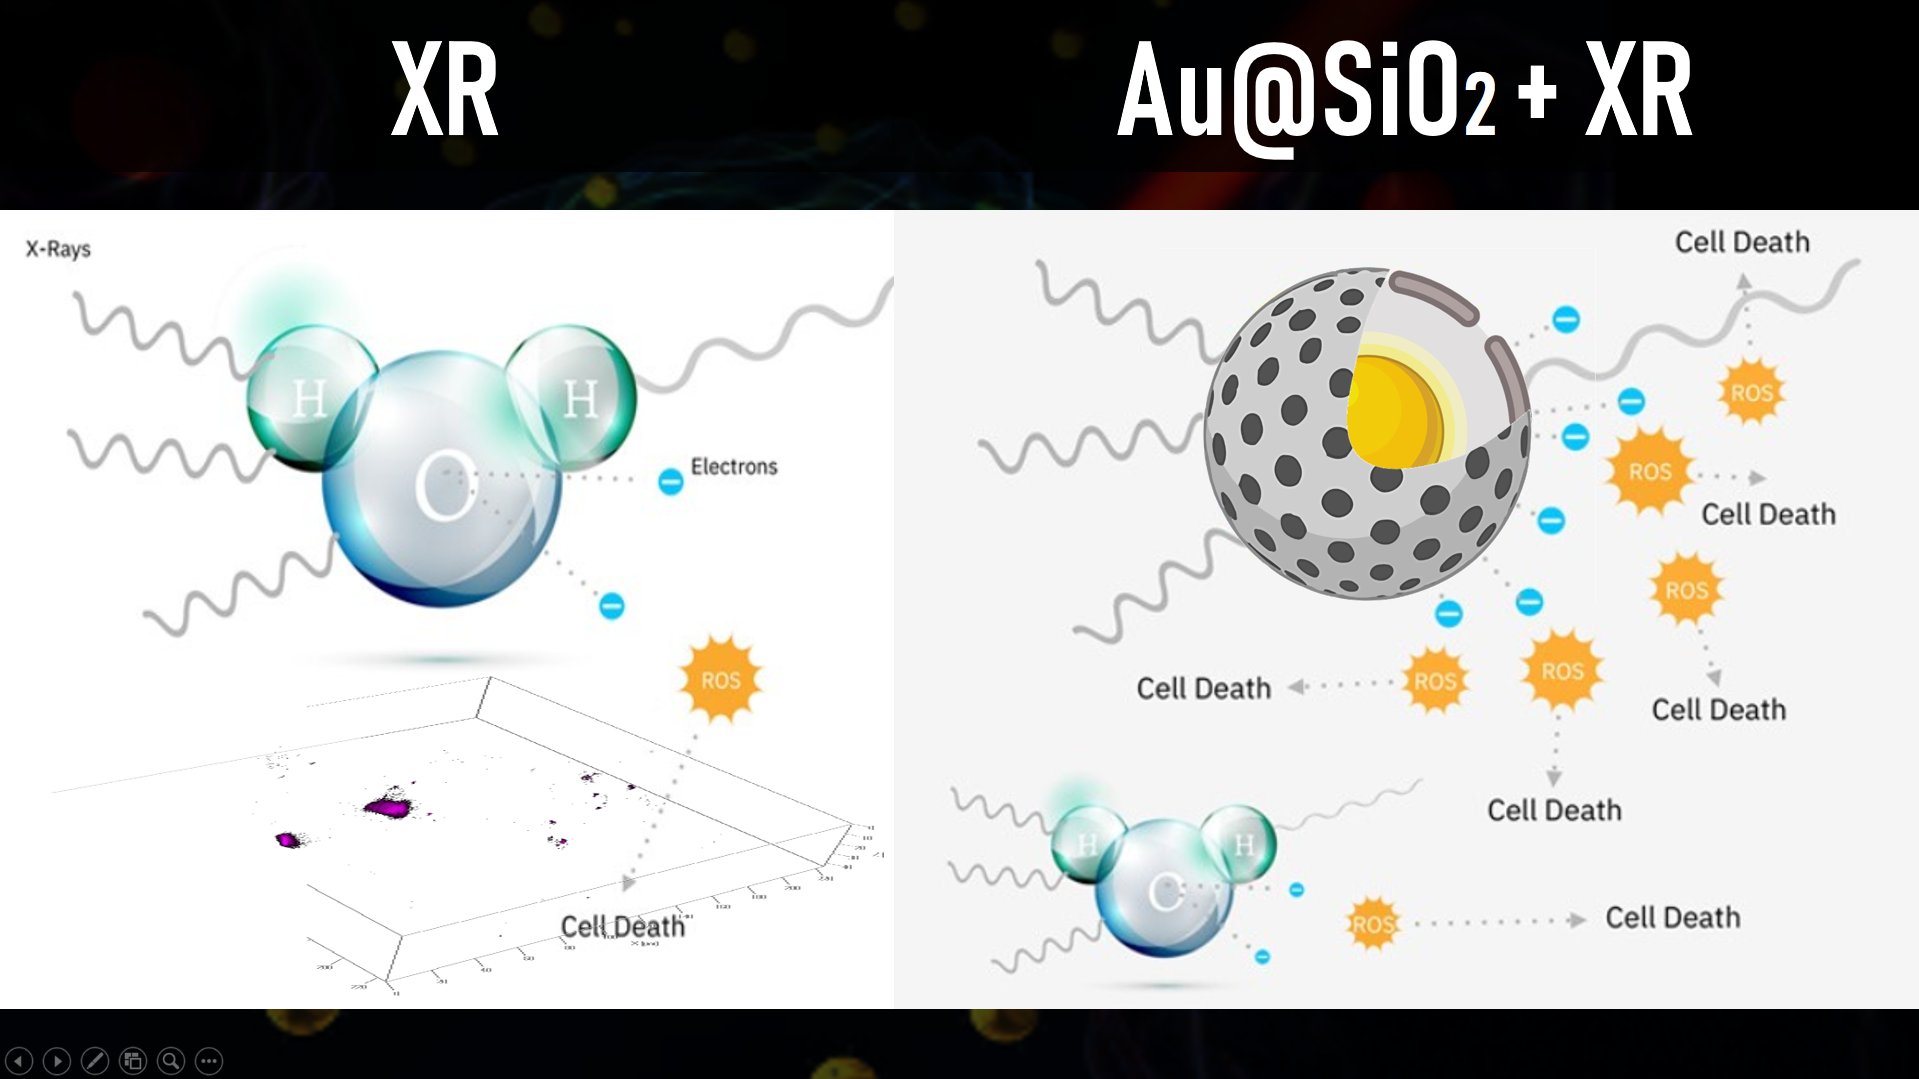 XR
Au@SiO2 + XR
X-Rays
H
H
O
Electrons
ROS
Cell Death
Cell Death
ROS
ROS
Cell Death
ROS
Cell Death
ROS
Cell Death
ROS
Cell Death
H
H
O
ROS
Cell Death